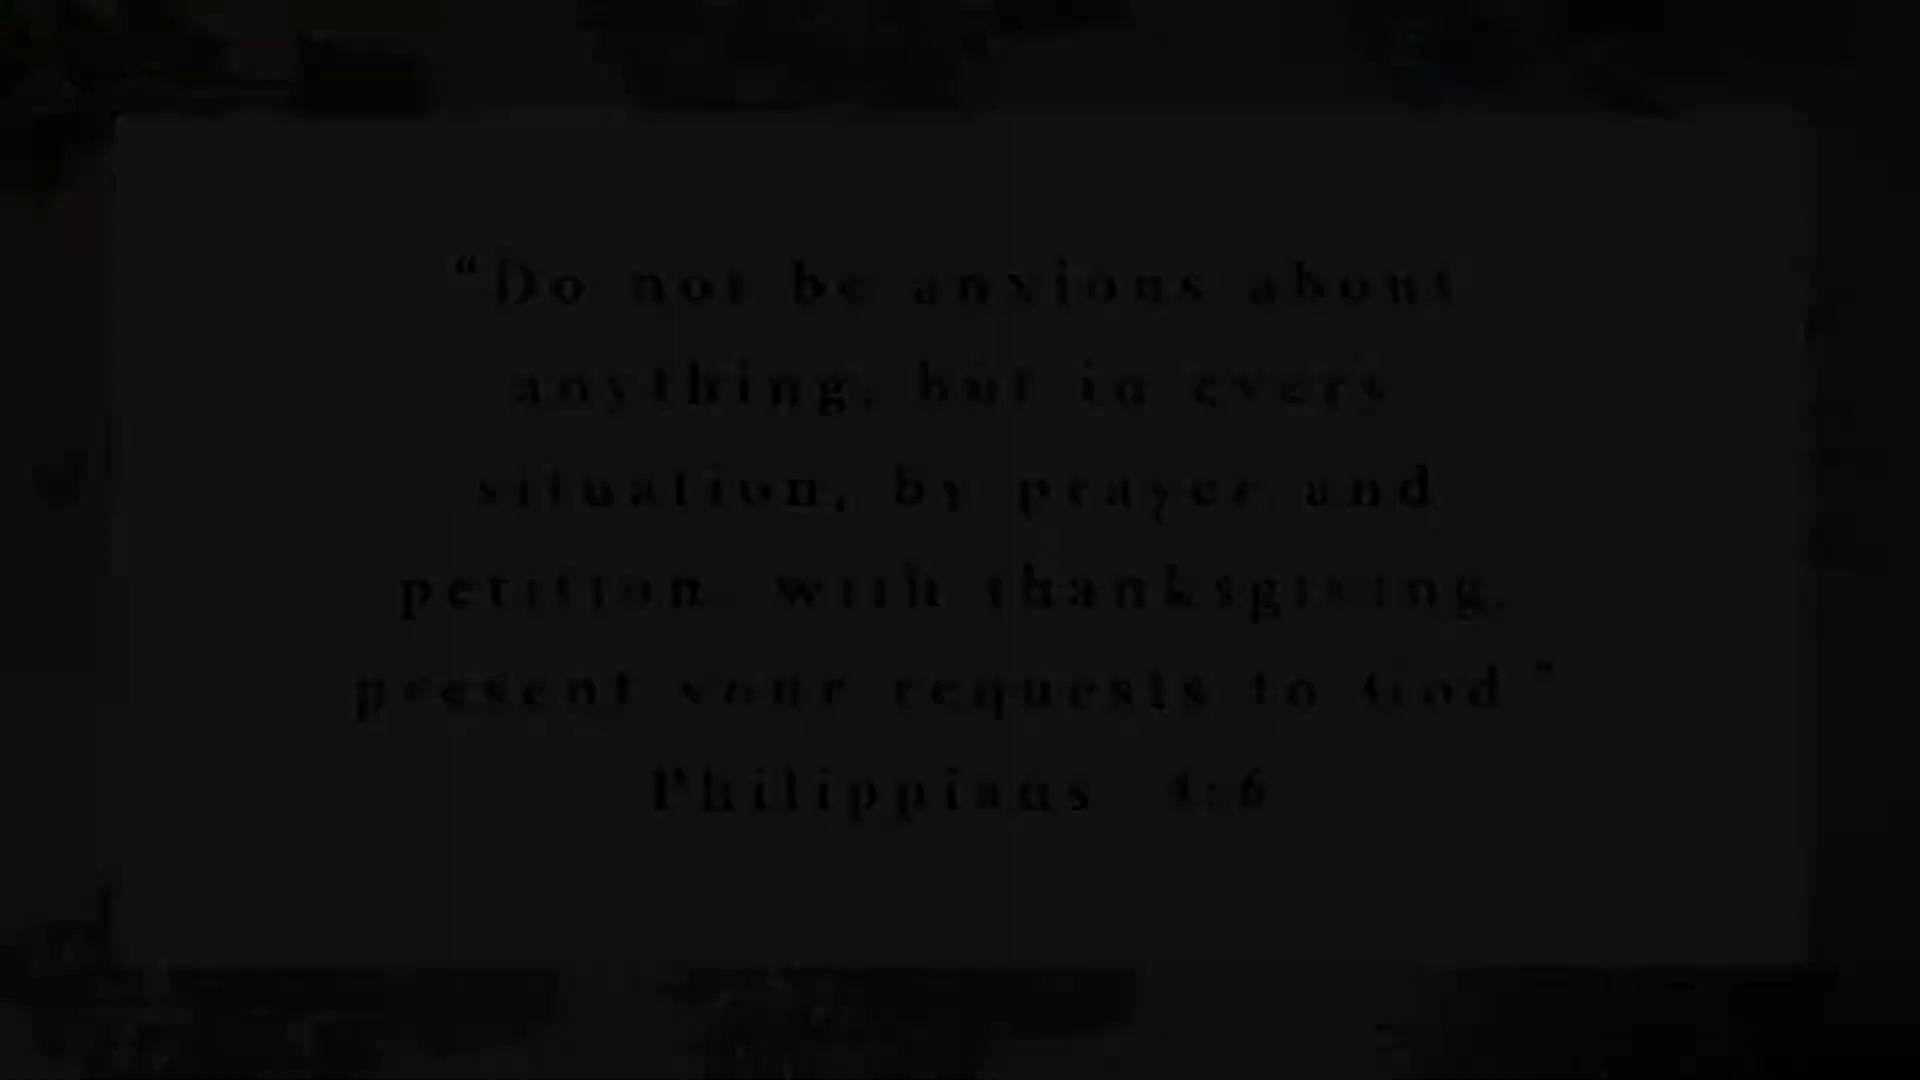 “Do not be anxious about
anything, but in every
situation, by prayer and
petition, with thanksgiving,
present your requests to God.”
Philippians 4:6